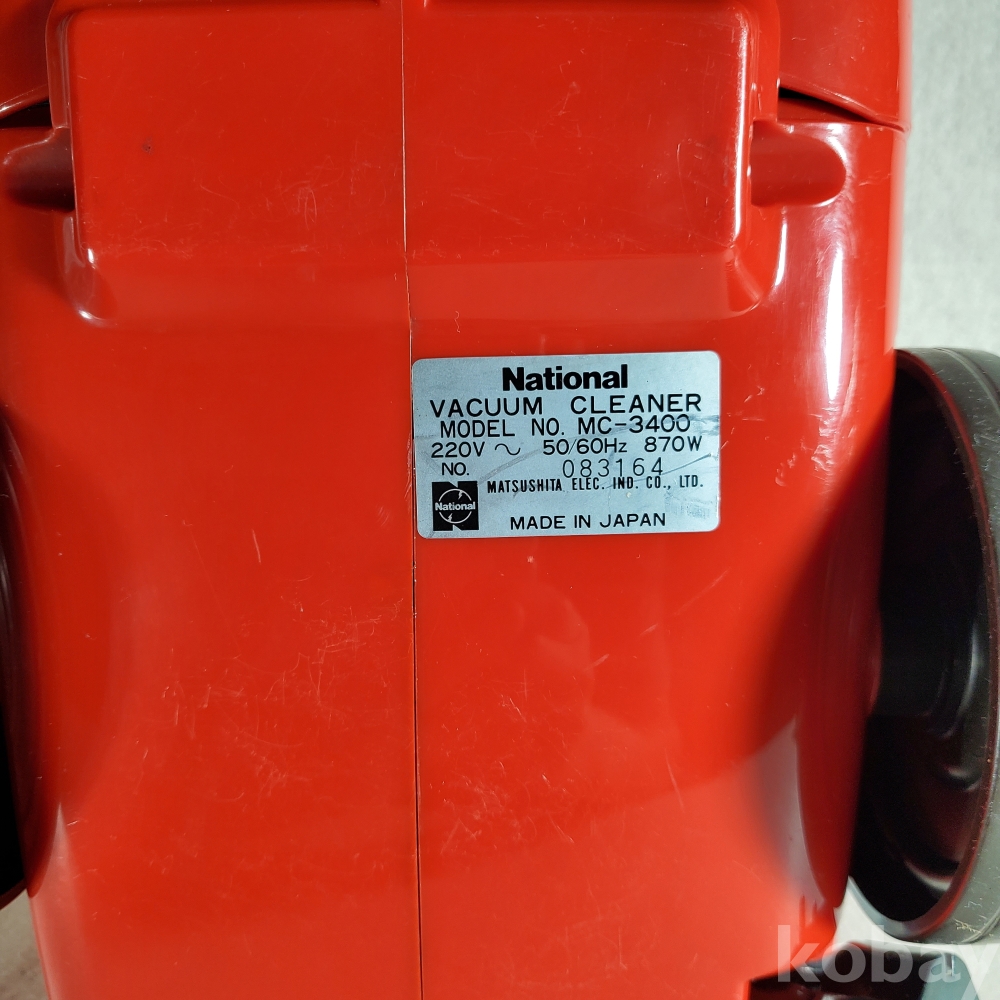 National
VACUUM CLEANER
MODEL NO. MC-3400
220V ～ 50/60Hz 870W
NO. 083164
MATSUSHITA ELEC. IND. CO., LTD.
National
MADE IN JAPAN
kobay